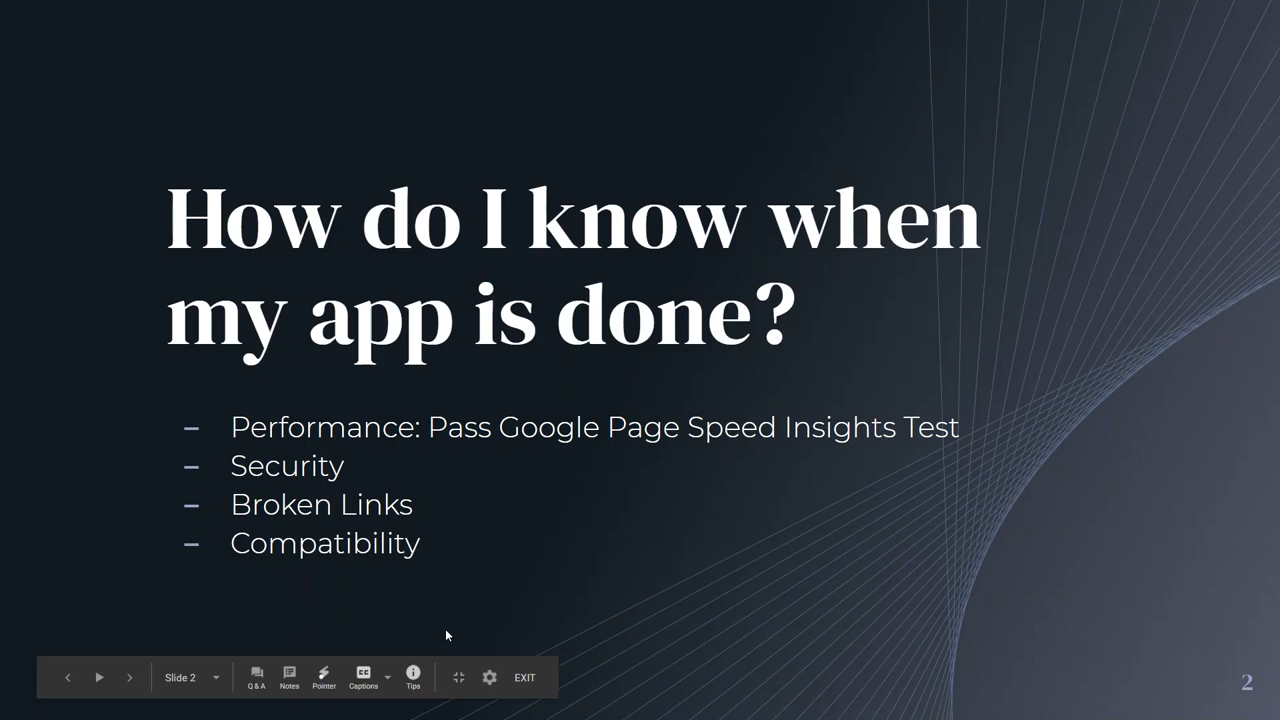 How do I know when
my app is done?
– Performance: Pass Google Page Speed Insights Test
– Security
– Broken Links
– Compatibility
Slide 2
Q & A
Notes
Pointer
CC
Captions
Tips
EXIT
2